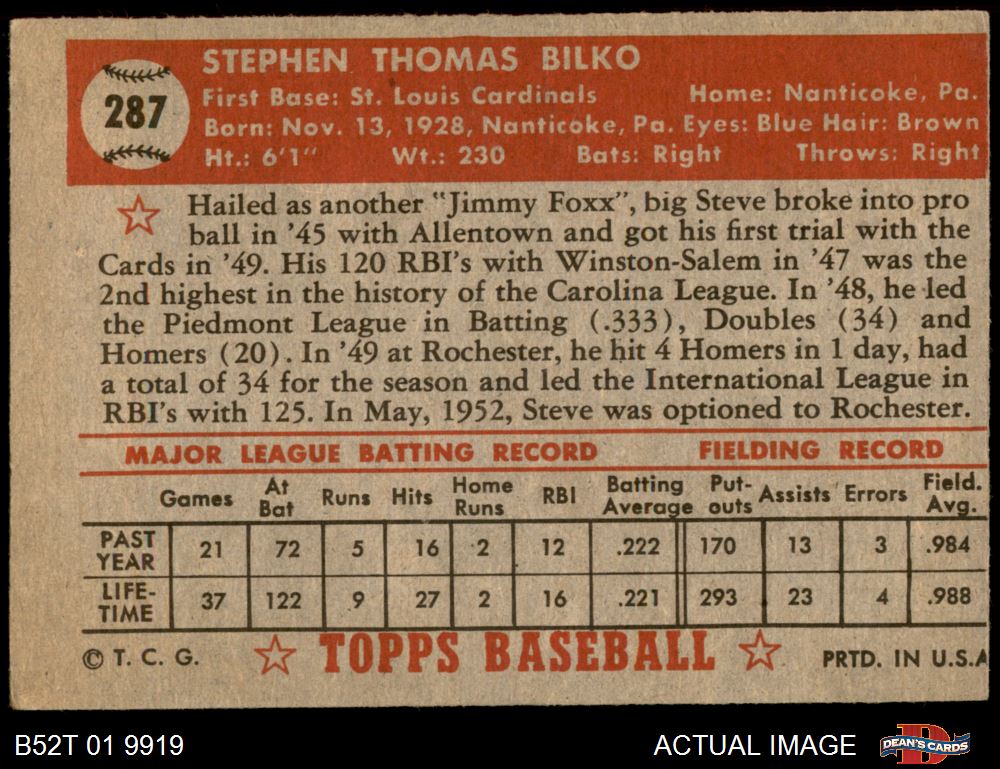 STEPHEN THOMAS BILKO
287
First Base: St. Louis Cardinals Home: Nanticoke, Pa.
Born: Nov. 13, 1928, Nanticoke, Pa. Eyes: Blue Hair: Brown
Ht.: 6'1" Wt.: 230 Bats: Right Throws: Right
Hailed as another "Jimmy Foxx", big Steve broke into pro
ball in '45 with Allentown and got his first trial with the
Cards in '49. His 120 RBI's with Winston-Salem in '47 was the
2nd highest in the history of the Carolina League. In '48, he led
the Piedmont League in Batting (.333), Doubles (34) and
Homers (20). In '49 at Rochester, he hit 4 Homers in 1 day, had
a total of 34 for the season and led the International League in
RBI's with 125. In May, 1952, Steve was optioned to Rochester.
MAJOR LEAGUE BATTING RECORD FIELDING RECORD
Games At Bat Runs Hits Home Runs RBI Batting Average Put-outs Assists Errors Field. Avg.
PAST YEAR 21 72 5 16 2 12 .222 170 13 3 .984
LIFE-TIME 37 122 9 27 2 16 .221 293 23 4 .988
© T. C. G. TOPPS BASEBALL PRTD. IN U.S.A
B52T 01 9919 ACTUAL IMAGE DEAN'S CARDS